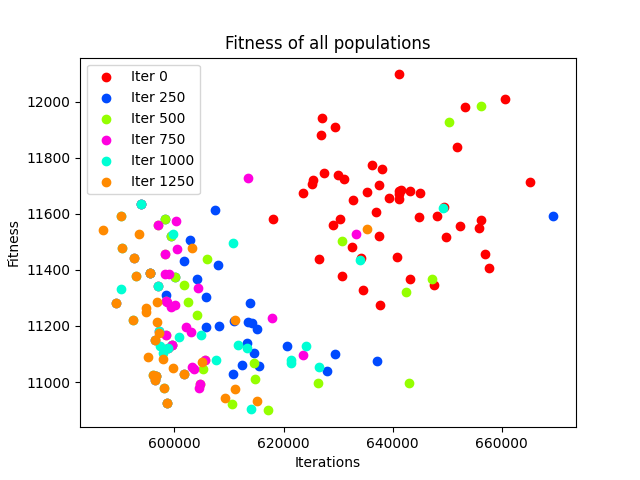 Fitness of all populations
Iter 0
Iter 250
Iter 500
Iter 750
Iter 1000
Iter 1250
12000
11800
11600
11400
11200
11000
Fitness
600000 620000 640000 660000
Iterations